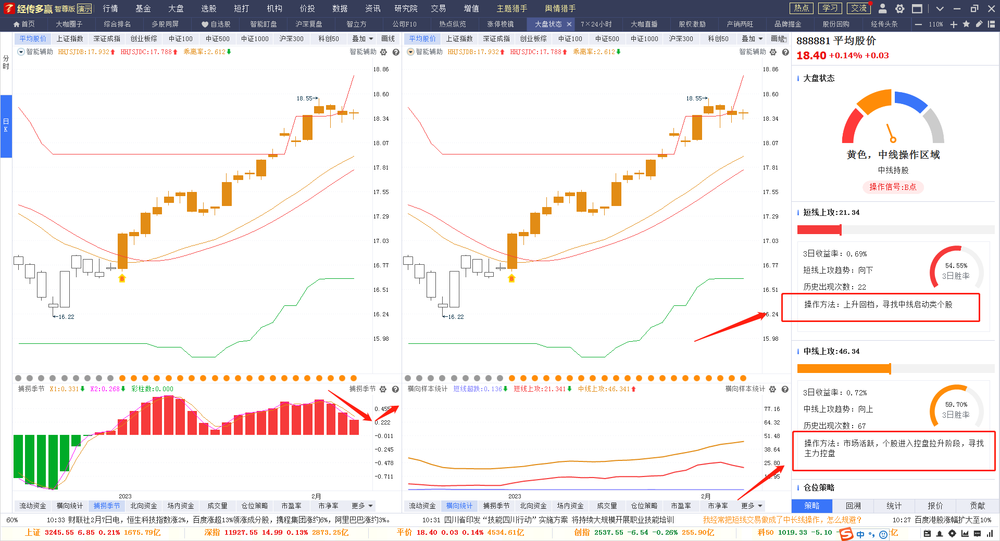 经传多赢 智尊版 演示 行情 基金 大盘 选股 短打 机构 价投 数据 资讯 研究院 交易 增值 主题猎手 舆情猎手 热点 学习 交流
首页 大咖圈子 综合排名 多股同屏 自选股 智能盯盘 沪深复盘 智立方 公司F10 热点纵览 涨停棱镜 大盘状态 × 7×24小时 大咖直播 股权激励 产销两旺 品牌掘金 股份回购 经传头条 110%
分时
日K
平均股价 上证指数 深证成指 创业板综 中证100 中证500 中证1000 沪深300 科创50 叠加 画线
智能辅助 HHJSJDB:17.932 HHJSJDC:17.788 乖离率:2.612 智能辅助
18.86
18.60
18.34
18.07
17.81
17.55
17.29
17.03
16.77
16.51
16.24
15.98
18.55
16.22
B
捕捞季节 X1:0.331 X2:0.268 彩柱数:0.000 捕捞季节
0.455
0.222
-0.011
-0.245
-0.478
-0.711
2023 2月
流动资金 横向统计 捕捞季节 北向资金 场内资金 成交量 仓位策略 市盈率 市净率 更多
平均股价 上证指数 深证成指 创业板综 中证100 中证500 中证1000 沪深300 科创50 叠加
智能辅助 HHJSJDB:17.932 HHJSJDC:17.788 乖离率:2.612 智能辅助
18.86
18.60
18.34
18.07
17.81
17.55
17.29
17.03
16.77
16.51
16.24
15.98
18.55
16.22
B
横向样本统计 短线超跌:0.136 短线上攻:21.341 中线上攻:46.341 横向样本统计
77.16
64.32
51.48
38.64
25.80
2023 2月
流动资金 横向统计 捕捞季节 北向资金 场内资金 成交量 仓位策略 市盈率 市净率 更多
888881 平均股价
18.40 +0.14% +0.03
大盘状态
黄色，中线操作区域
中线持股
操作信号:B点
短线上攻:21.34
3日收益率：0.69%
短线上攻趋势：向下
历史出现次数：22
54.55%
3日胜率
操作方法：上升回档，寻找中线启动类个股
中线上攻:46.34
3日收益率：0.72%
中线上攻趋势：向上
历史出现次数：67
59.70%
3日胜率
操作方法：市场活跃，个股进入控盘拉升阶段，寻找
主力控盘
仓位策略
策略 回溯 统计 报价 贡献
60% 10:33 财联社2月7日电，恒生科技指数涨2%，百度涨超13%领涨成分股，携程集团涨约6%，阿里巴巴涨约3%。 10:31 四川省印发“技能四川行动”实施方案 将持续大规模开展职业技能培训 我经常把短线交易做成了中长线操作，怎么规避？ 10:27 百度港股涨幅扩大至10%
上证 3245.55 6.85 0.21% 1675.79亿 深指 11927.55 14.99 0.13% 2873.25亿 平价 18.40 0.03 0.14% 4534.61亿 创指 2537.55 -6.54 -0.26% 255.90亿 科50 1019.33 -5.10 中 亿